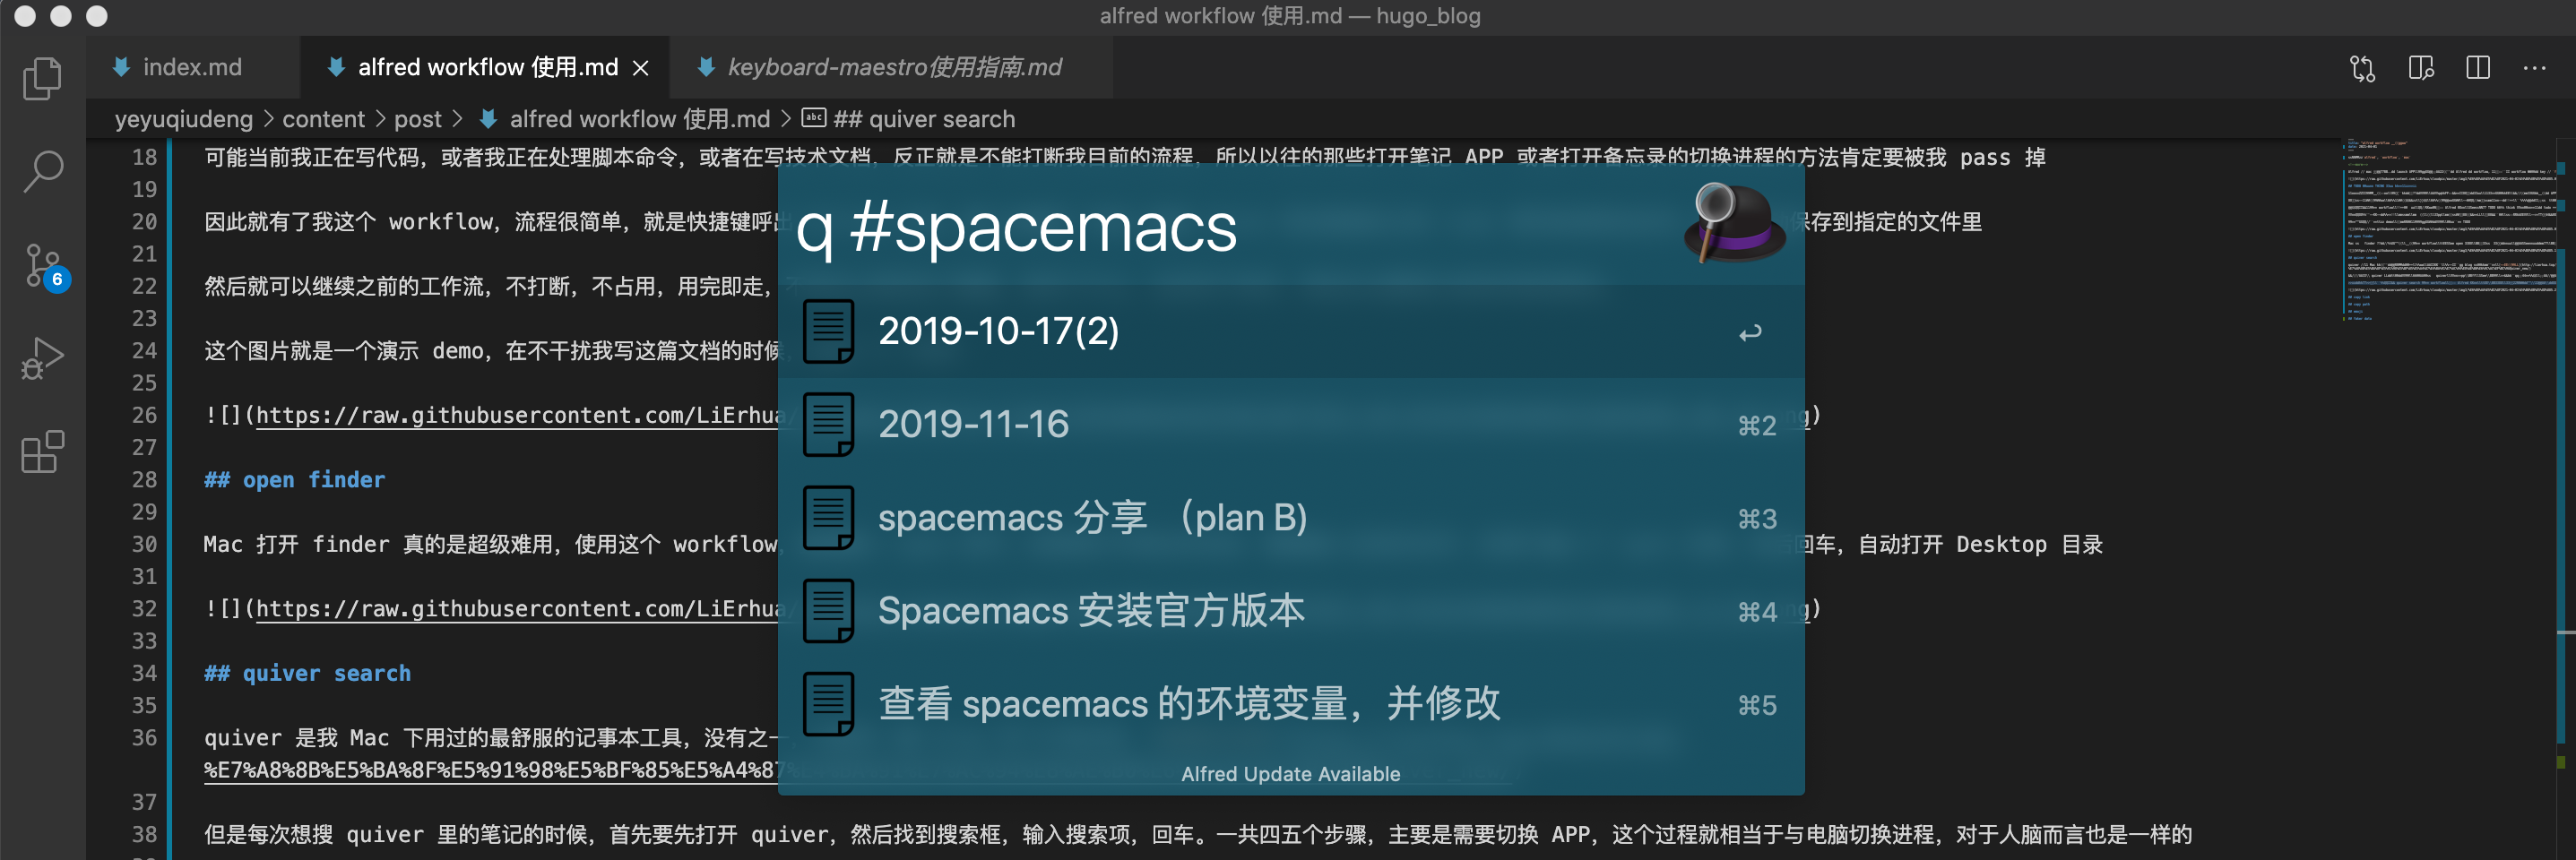 alfred workflow 使用.md — hugo_blog
index.md
alfred workflow 使用.md
keyboard-maestro使用指南.md
yeyuqiudeng > content > post > alfred workflow 使用.md > ## quiver search
18 可能当前我正在写代码，或者我正在处理脚本命令，或者在写技术文档，反正就是不能打断我目前的流程，所以以往的那些打开笔记 APP 或者打开备忘录的切换进程的方法肯定要被我 pass 掉
19
20 因此就有了我这个 workflow，流程很简单，就是快捷键呼出 保存到指定的文件里
21
22 然后就可以继续之前的工作流，不打断，不占用，用完即走，
23
24 这个图片就是一个演示 demo，在不干扰我写这篇文档的时候
25
26 ![](https://raw.githubusercontent.com/LiErhua/ ng)
27
28 ## open finder
29
30 Mac 打开 finder 真的是超级难用，使用这个 workflow， 回车，自动打开 Desktop 目录
31
32 ![](https://raw.githubusercontent.com/LiErhua/ ng)
33
34 ## quiver search
35
36 quiver 是我 Mac 下用过的最舒服的记事本工具，没有之一
%E7%A8%8B%E5%BA%8F%E5%91%98%E5%BF%85%E5%A4%87%
37
38 但是每次想搜 quiver 里的笔记的时候，首先要先打开 quiver，然后找到搜索框，输入搜索项，回车。一共四五个步骤，主要是需要切换 APP，这个过程就相当于与电脑切换进程，对于人脑而言也是一样的
6
q #spacemacs
2019-10-17(2)
2019-11-16 ⌘2
spacemacs 分享 （plan B) ⌘3
Spacemacs 安装官方版本 ⌘4
查看 spacemacs 的环境变量，并修改 ⌘5
Alfred Update Available